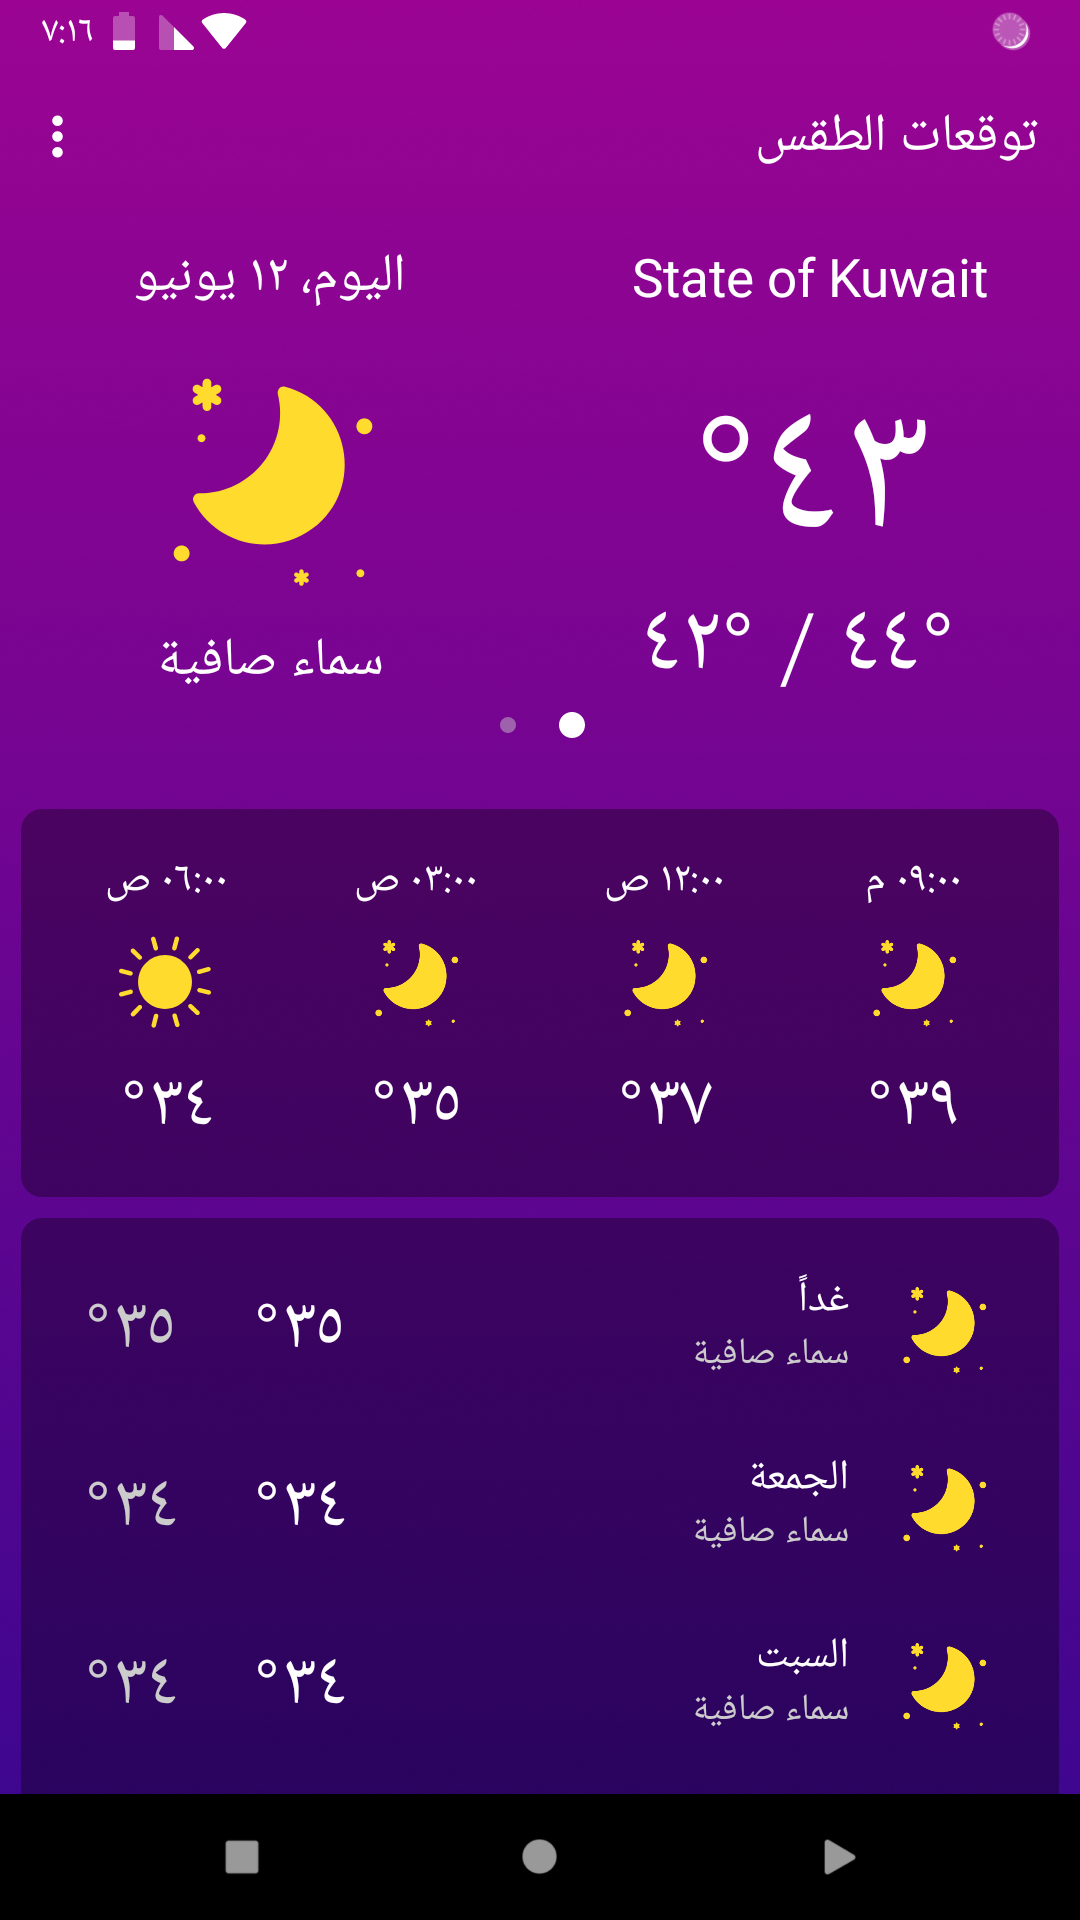 ٧:١٦
توقعات الطقس
State of Kuwait
اليوم، ١٢ يونيو
٤٣°
٤٢° / ٤٤°
سماء صافية
٠٩:٠٠ م
١٢:٠٠ ص
٠٣:٠٠ ص
٠٦:٠٠ ص
٣٩°
٣٧°
٣٥°
٣٤°
غداً
سماء صافية
٣٥°
٣٥°
الجمعة
سماء صافية
٣٤°
٣٤°
السبت
سماء صافية
٣٤°
٣٤°